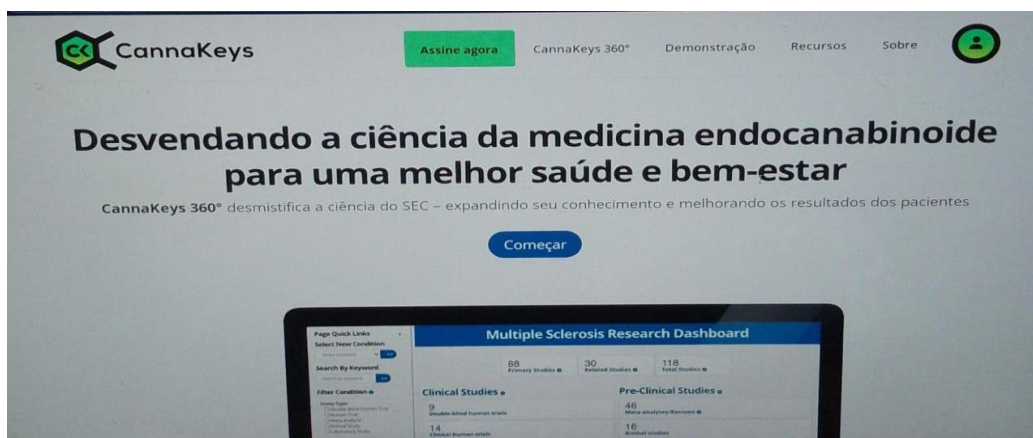 CK CannaKeys
Assine agora
CannaKeys 360°
Demonstração
Recursos
Sobre
Desvendando a ciência da medicina endocanabinoide
para uma melhor saúde e bem-estar
CannaKeys 360° desmistifica a ciência do SEC – expandindo seu conhecimento e melhorando os resultados dos pacientes
Começar
Page Quick Links
Select New Condition
Search By Keyword
Filter Condition
Study Type:
Multiple Sclerosis Research Dashboard
88
Primary Studies
30
Related Studies
118
Total Studies
Clinical Studies
9
Double-blind human trials
14
Clinical human trials
Pre-Clinical Studies
46
Meta-analyses/Reviews
16
Animal studies